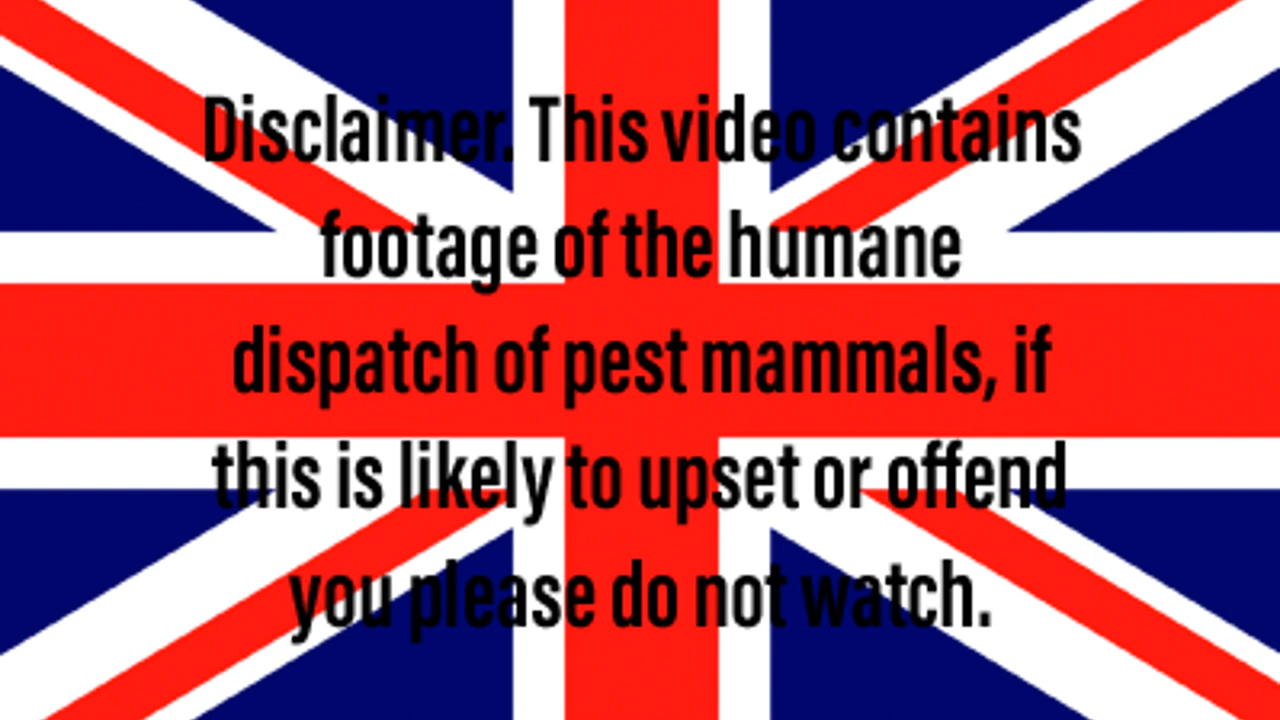 Disclaimer. This video contains
footage of the humane
dispatch of pest mammals, if
this is likely to upset or offend
you please do not watch.